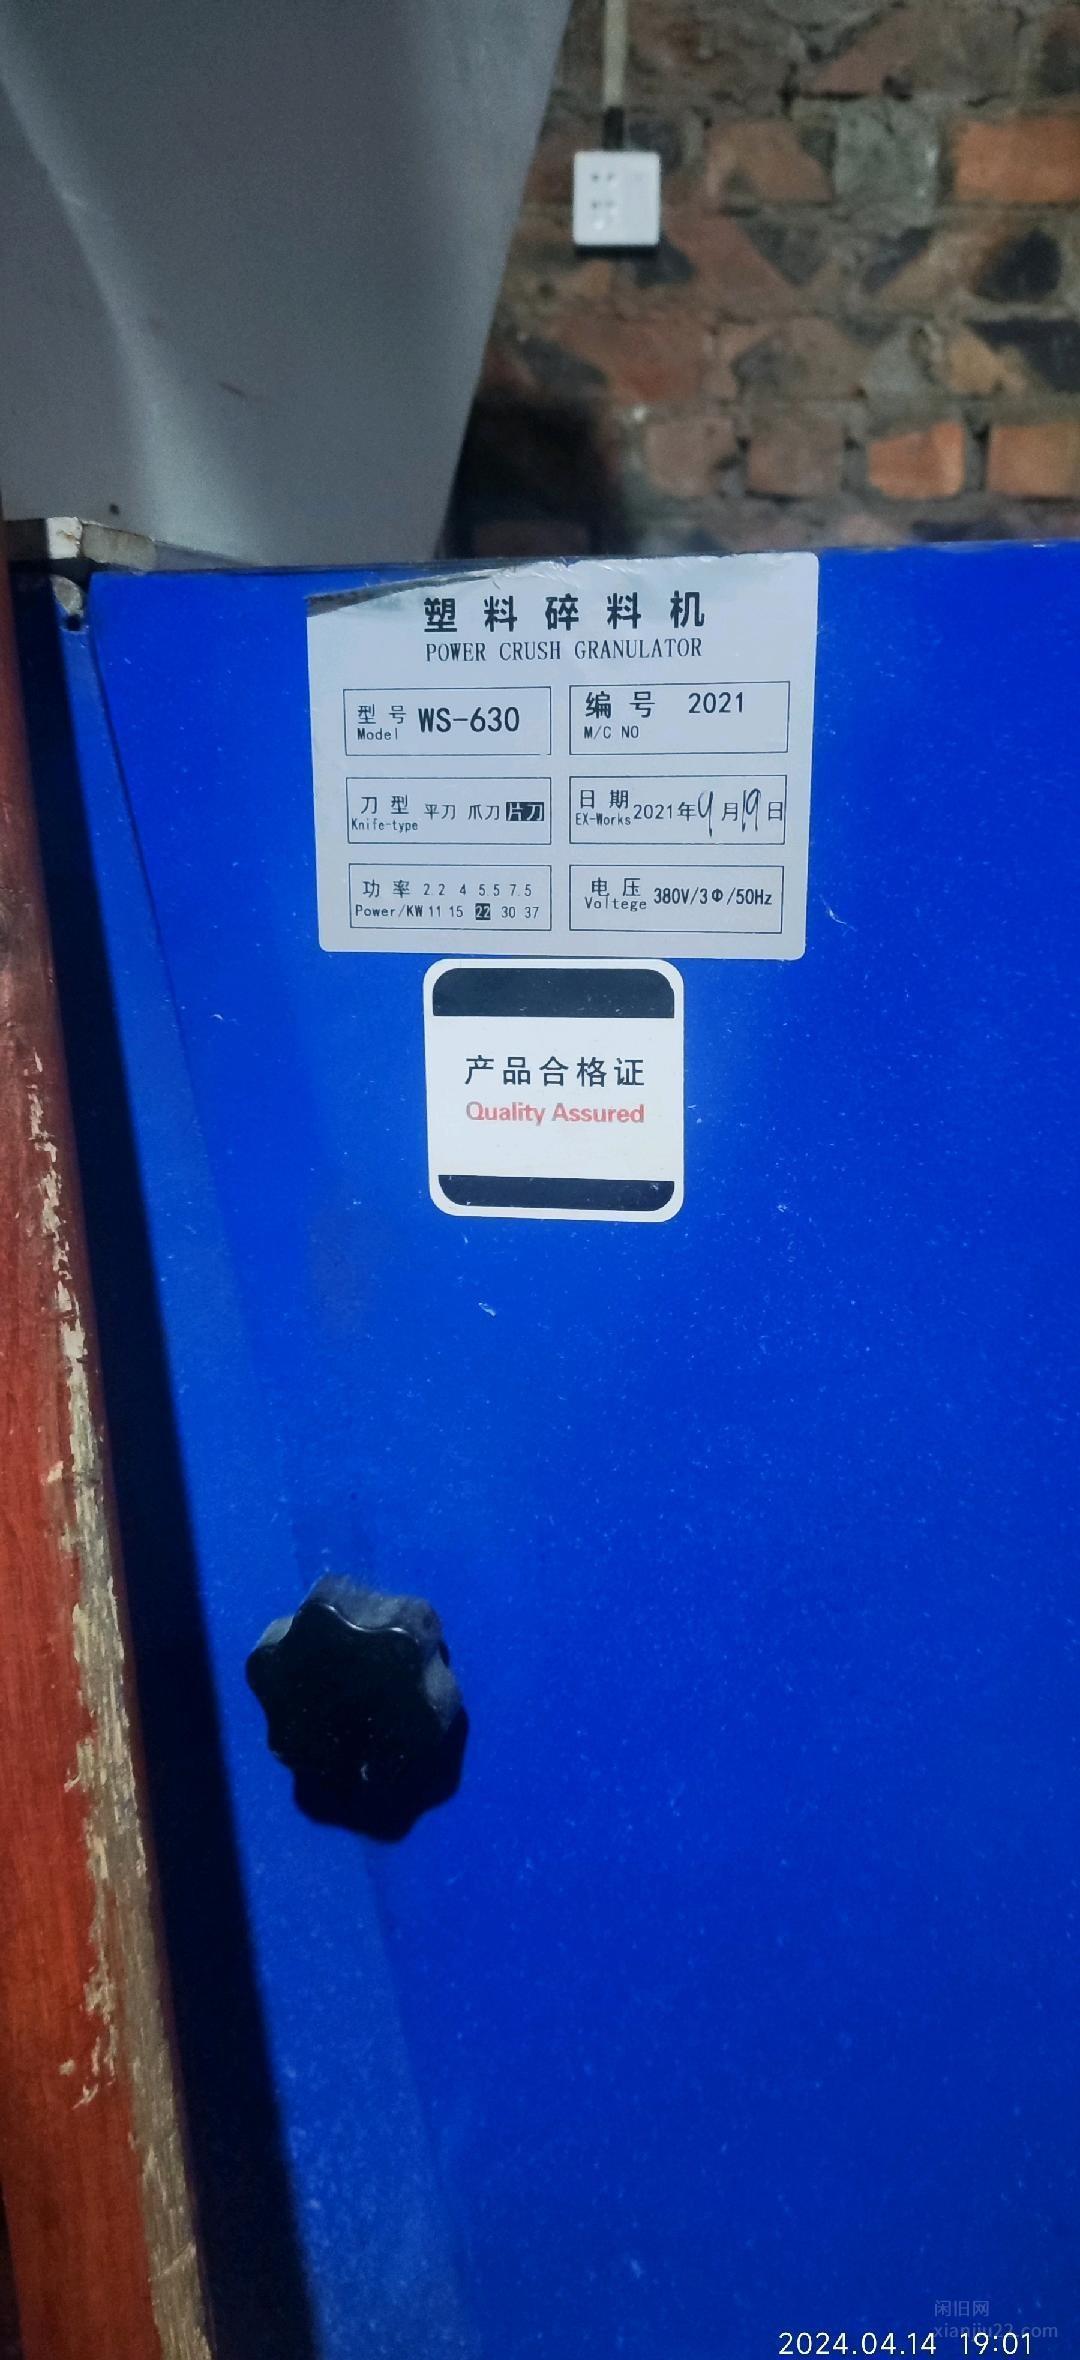 塑料碎料机
POWER CRUSH GRANULATOR
型号 WS-630
Model
编号 2021
M/C NO
刀型 平刀 爪刀 片刀
Knife-type
日期 2021年9月19日
EX-Works
功率 2.2 4 5.5 7.5
Power/KW 11 15 22 30 37
电压 380V/3Φ/50Hz
Voltege
产品合格证
Quality Assured
闲旧网
xianjiu22.com
2024.04.14 19:01